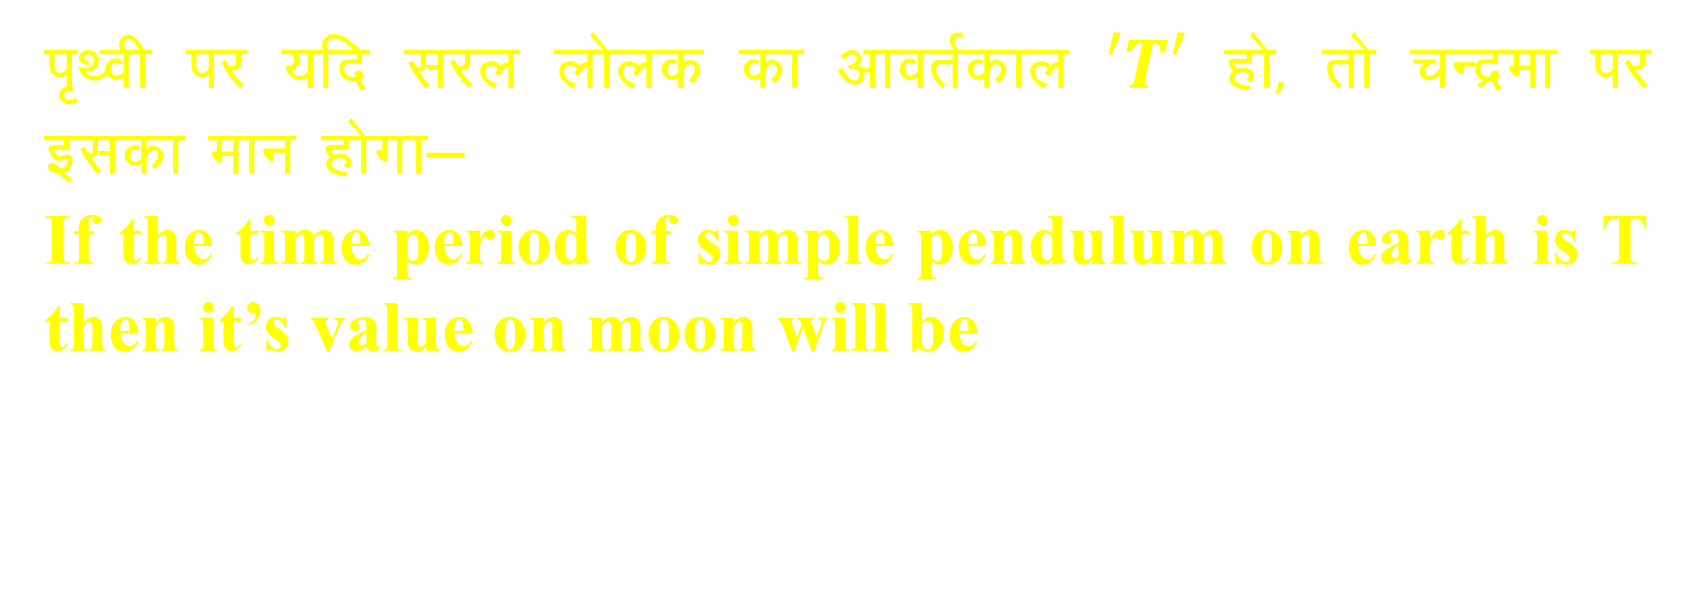 पृथ्वी पर यदि सरल लोलक का आवर्तकाल 'T' हो, तो चन्द्रमा पर
इसका मान होगा–
If the time period of simple pendulum on earth is T
then it’s value on moon will be